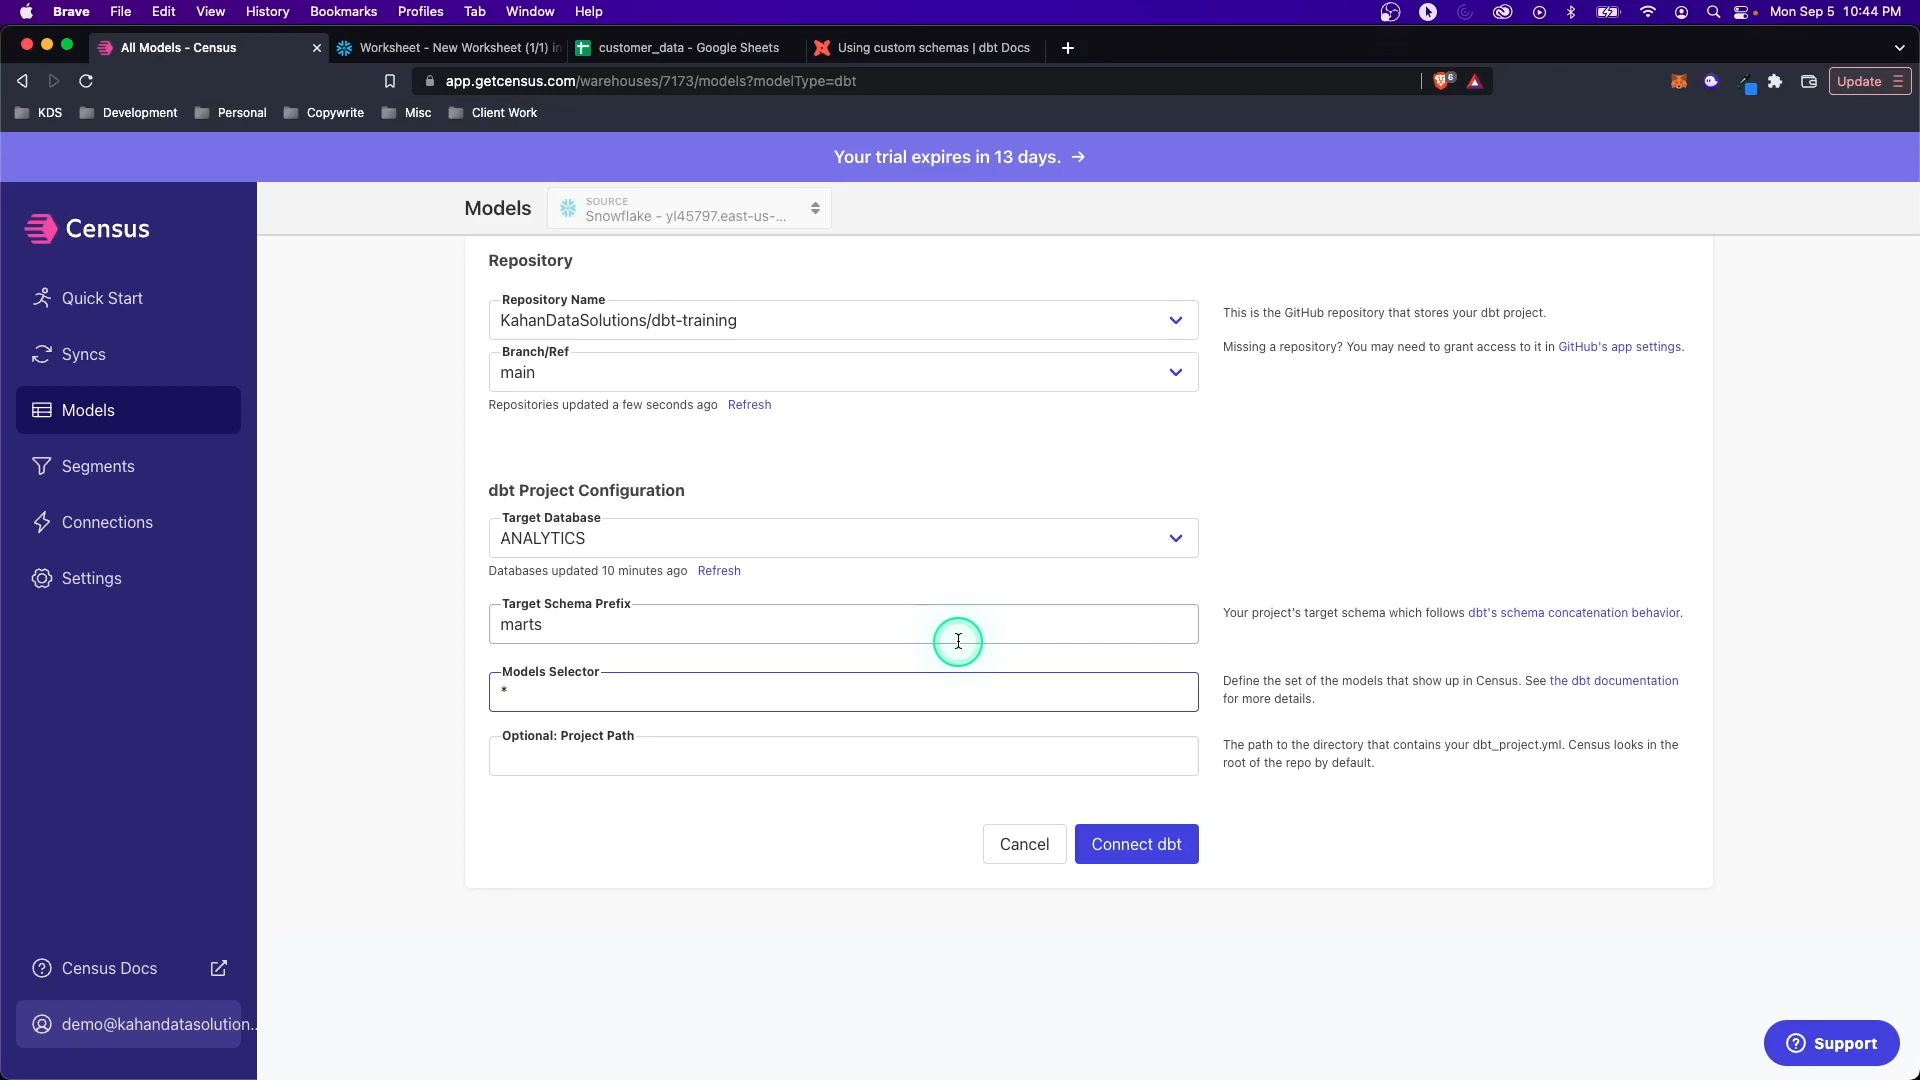 Brave File Edit View History Bookmarks Profiles Tab Window Help Mon Sep 5 10:44 PM
All Models - Census Worksheet - New Worksheet (1/1) in customer_data - Google Sheets Using custom schemas | dbt Docs
app.getcensus.com/warehouses/7173/models?modelType=dbt 6 Update
KDS Development Personal Copywrite Misc Client Work
Your trial expires in 13 days. →
Census
Quick Start
Syncs
Models
Segments
Connections
Settings
Census Docs
demo@kahandatasolution...
Models
SOURCE
Snowflake - yl45797.east-us-...
Repository
Repository Name
KahanDataSolutions/dbt-training
This is the GitHub repository that stores your dbt project.
Missing a repository? You may need to grant access to it in GitHub's app settings.
Branch/Ref
main
Repositories updated a few seconds ago Refresh
dbt Project Configuration
Target Database
ANALYTICS
Databases updated 10 minutes ago Refresh
Target Schema Prefix
marts
Your project's target schema which follows dbt's schema concatenation behavior.
Models Selector
*
Define the set of the models that show up in Census. See the dbt documentation
for more details.
Optional: Project Path
The path to the directory that contains your dbt_project.yml. Census looks in the
root of the repo by default.
Cancel Connect dbt
Support